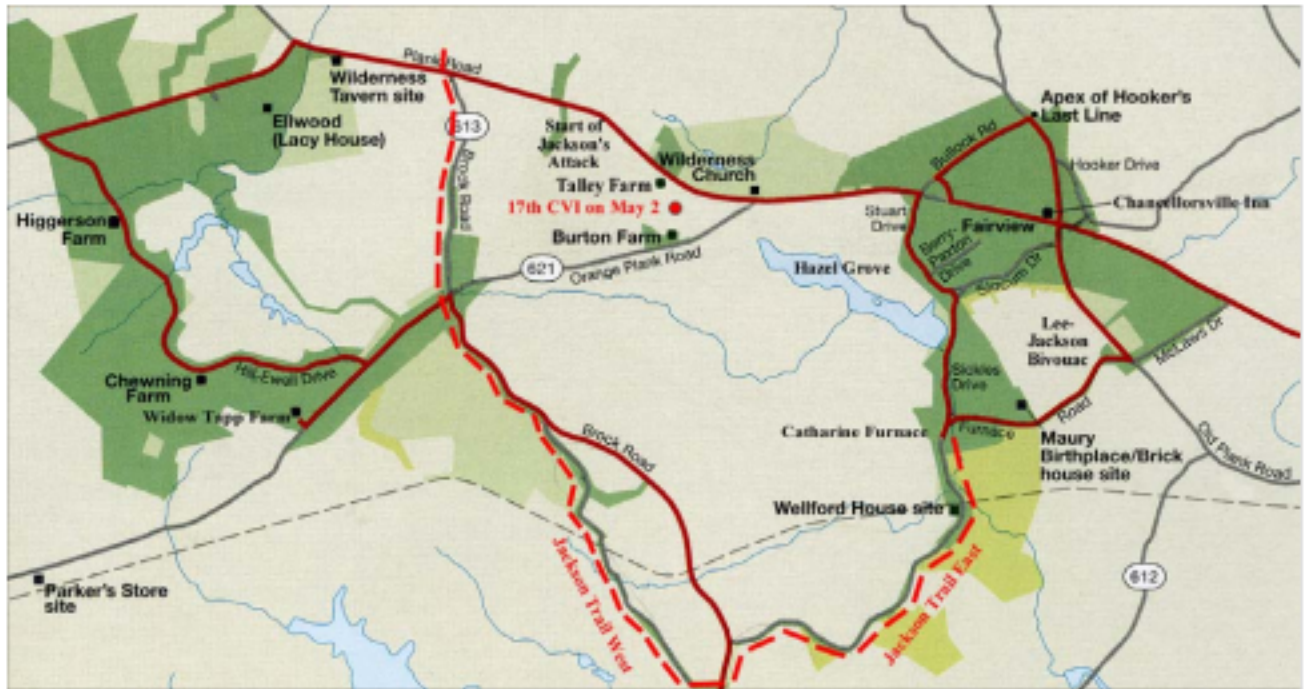 Plank Road
Wilderness
Tavern site
Ellwood
(Lacy House)
613
Brock Road
Start of
Jackson's
Attack
Wilderness
Church
Talley Farm
17th CVI on May 2
Burton Farm
621
Orange Plank Road
Apex of Hooker's
Last Line
Bullock Rd
Hooker Drive
Chancellorsville Inn
Stuart
Drive
Fairview
Berry-
Paxton
Drive
Slocum Dr
Hazel Grove
Lee-
Jackson
Bivouac
McLaws Dr
Higgerson
Farm
Hill-Ewell Drive
Chewning
Farm
Widow Tapp Farm
Sickles
Drive
Catharine Furnace
Furnace
Road
Maury
Birthplace/Brick
house site
Old Plank Road
Brock Road
Wellford House site
Jackson Trail West
Jackson Trail East
612
Parker's Store
site